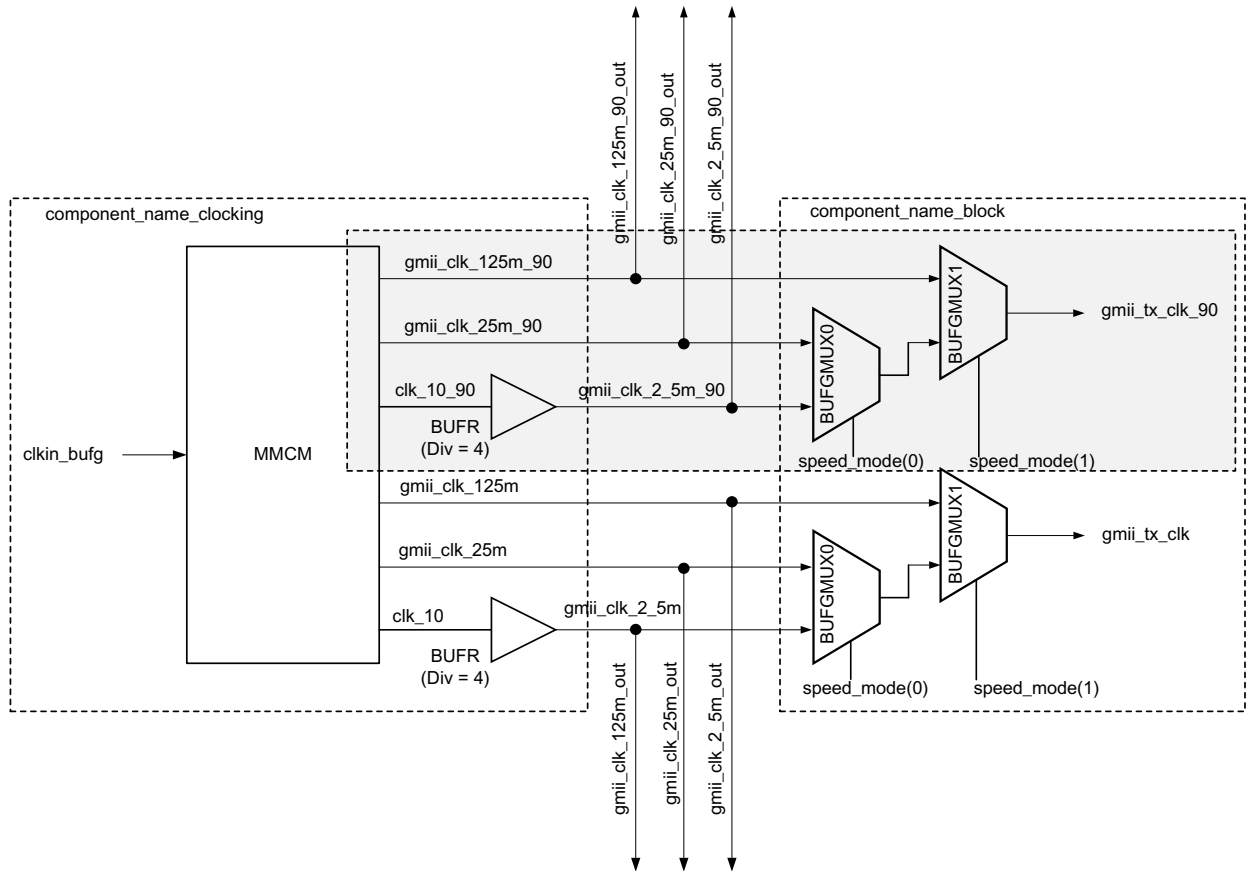 gmii_clk_125m_90_out
gmii_clk_25m_90_out
gmii_clk_2_5m_90_out
component_name_clocking
component_name_block
gmii_clk_125m_90
BUFGMUX1
gmii_tx_clk_90
gmii_clk_25m_90
BUFGMUX0
clk_10_90
gmii_clk_2_5m_90
BUFR
(Div = 4)
clkin_bufg
MMCM
speed_mode(0)
speed_mode(1)
gmii_clk_125m
BUFGMUX1
gmii_tx_clk
gmii_clk_25m
BUFGMUX0
clk_10
gmii_clk_2_5m
BUFR
(Div = 4)
speed_mode(0)
speed_mode(1)
gmii_clk_125m_out
gmii_clk_25m_out
gmii_clk_2_5m_out